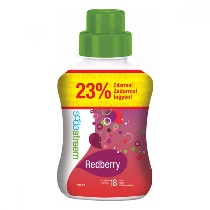 23% Zdarma!
Zadarmo!
Ingyen!
sodastream
Redberry
18